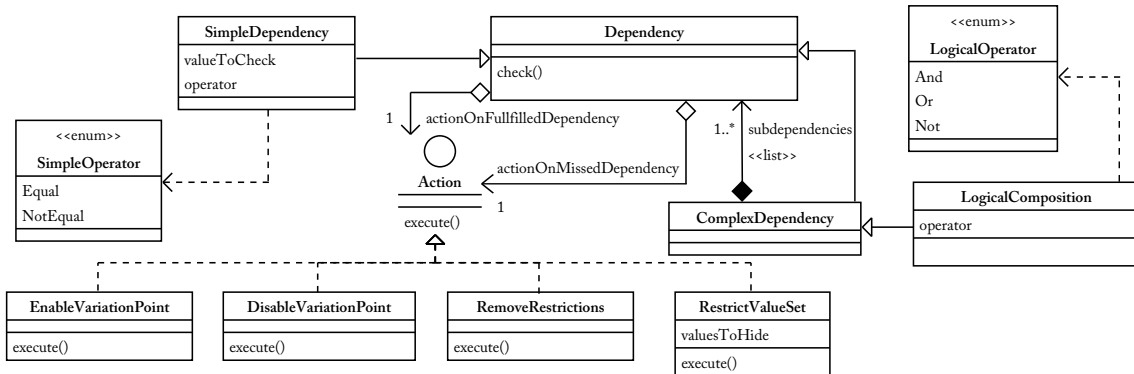 SimpleDependency
valueToCheck
operator
Dependency
check()
<<enum>>
LogicalOperator
And
Or
Not
1
actionOnFullfilledDependency
1..*
subdependencies
<<list>>
<<enum>>
SimpleOperator
Equal
NotEqual
Action
execute()
actionOnMissedDependency
1
ComplexDependency
LogicalComposition
operator
EnableVariationPoint
execute()
DisableVariationPoint
execute()
RemoveRestrictions
execute()
RestrictValueSet
valuesToHide
execute()